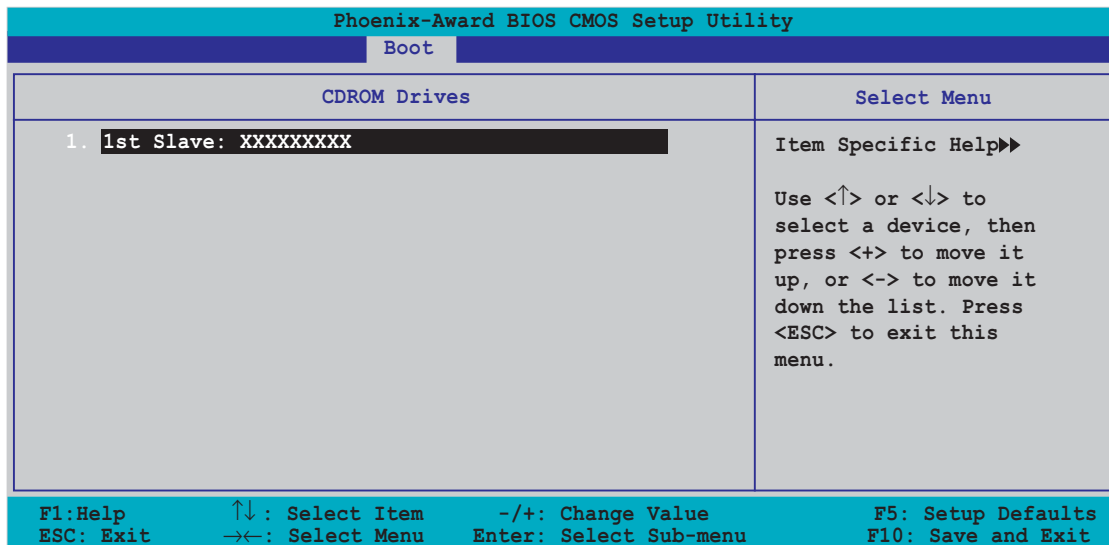 Phoenix-Award BIOS CMOS Setup Utility
Boot
CDROM Drives
Select Menu
1. 1st Slave: XXXXXXXXX
Item Specific Help▶▶
Use <↑> or <↓> to
select a device, then
press <+> to move it
up, or <-> to move it
down the list. Press
<ESC> to exit this
menu.
F1:Help ↑↓: Select Item -/+: Change Value F5: Setup Defaults
ESC: Exit →←: Select Menu Enter: Select Sub-menu F10: Save and Exit